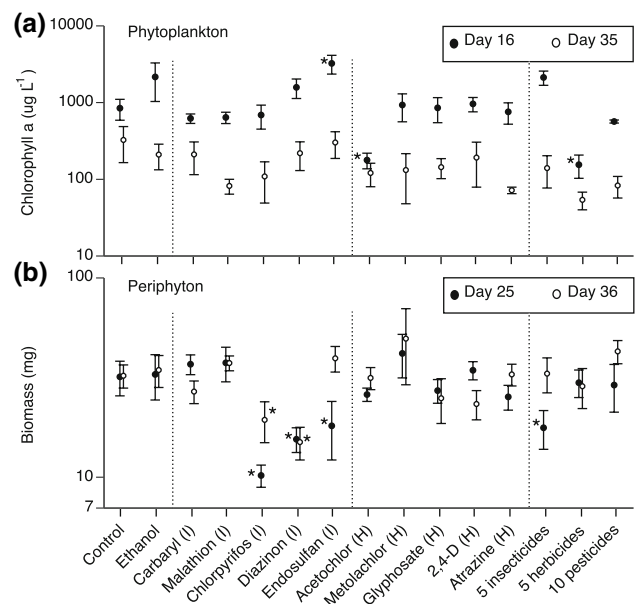 (a)
Phytoplankton
Day 16
Day 35
Chlorophyll a (ug L-1)
10000
1000
100
10
*
*
*
(b)
Periphyton
Day 25
Day 36
Biomass (mg)
100
10
7
*
*
*
*
*
*
Control
Ethanol
Carbaryl (I)
Malathion (I)
Chlorpyrifos (I)
Diazinon (I)
Endosulfan (I)
Acetochlor (H)
Metolachlor (H)
Glyphosate (H)
2,4-D (H)
Atrazine (H)
5 insecticides
5 herbicides
10 pesticides